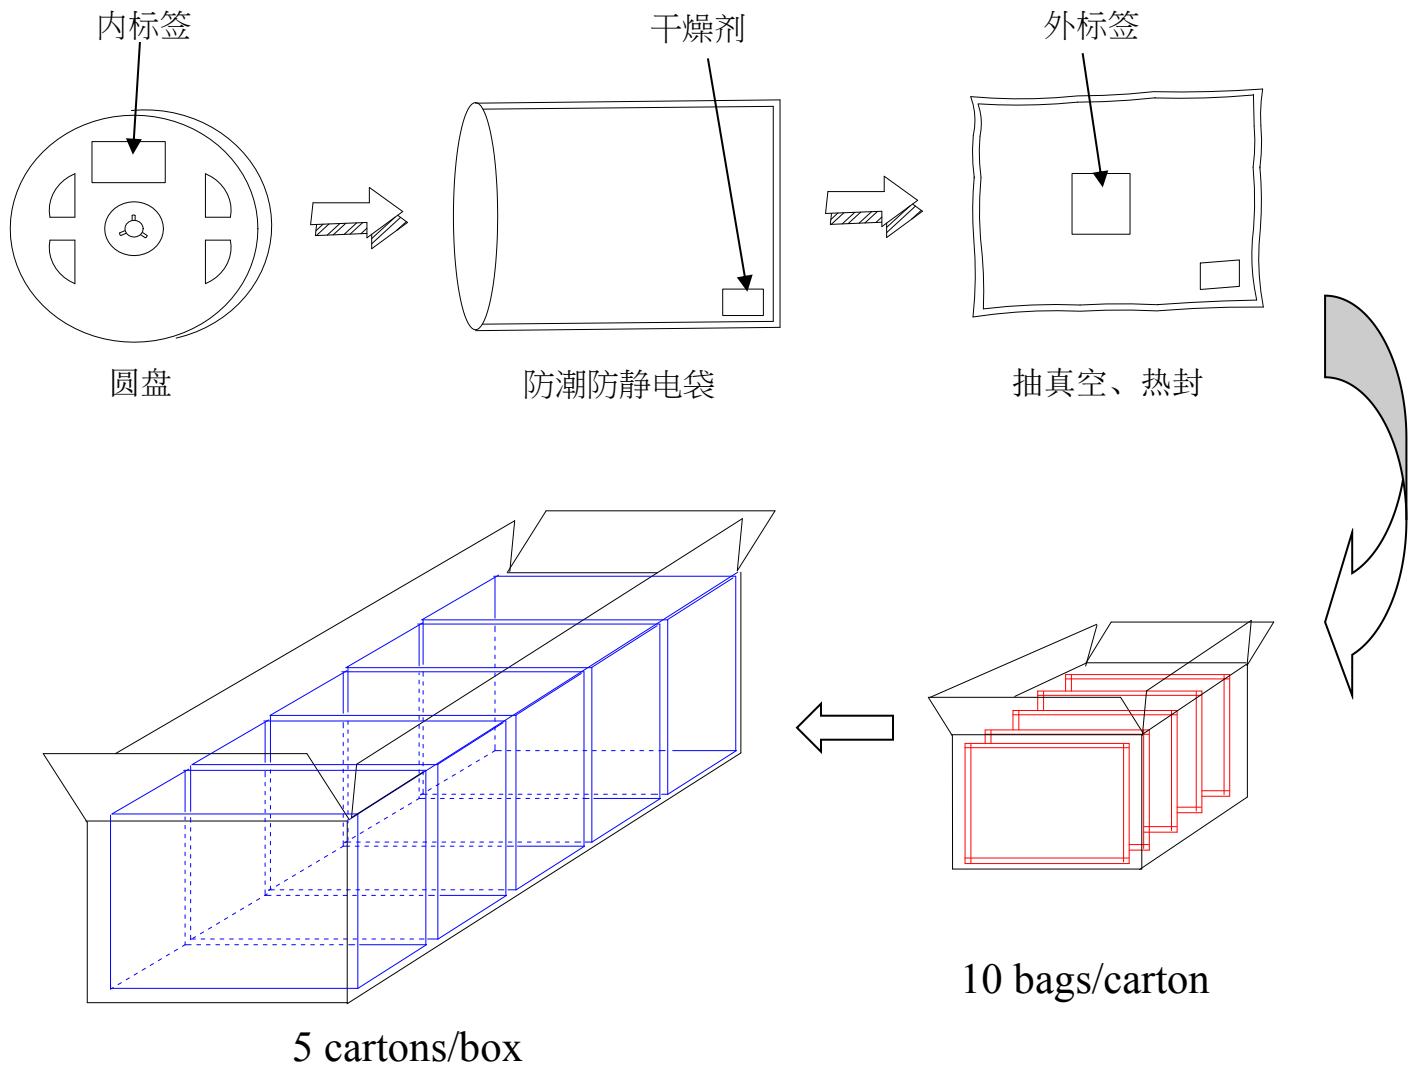 内标签
干燥剂
外标签
圆盘
防潮防静电袋
抽真空、热封
10 bags/carton
5 cartons/box